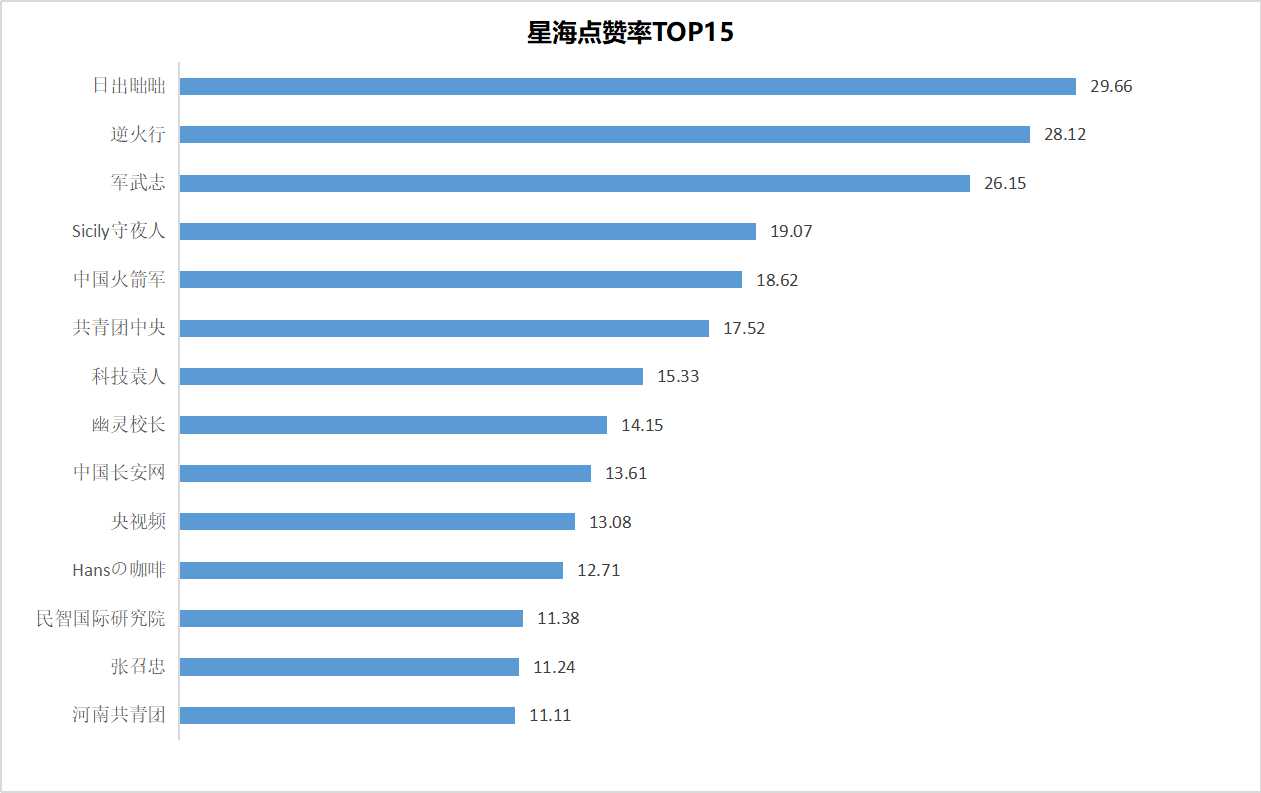 星海点赞率TOP15
日出咄咄 29.66
逆火行 28.12
军武志 26.15
Sicily守夜人 19.07
中国火箭军 18.62
共青团中央 17.52
科技袁人 15.33
幽灵校长 14.15
中国长安网 13.61
央视频 13.08
Hansの咖啡 12.71
民智国际研究院 11.38
张召忠 11.24
河南共青团 11.11